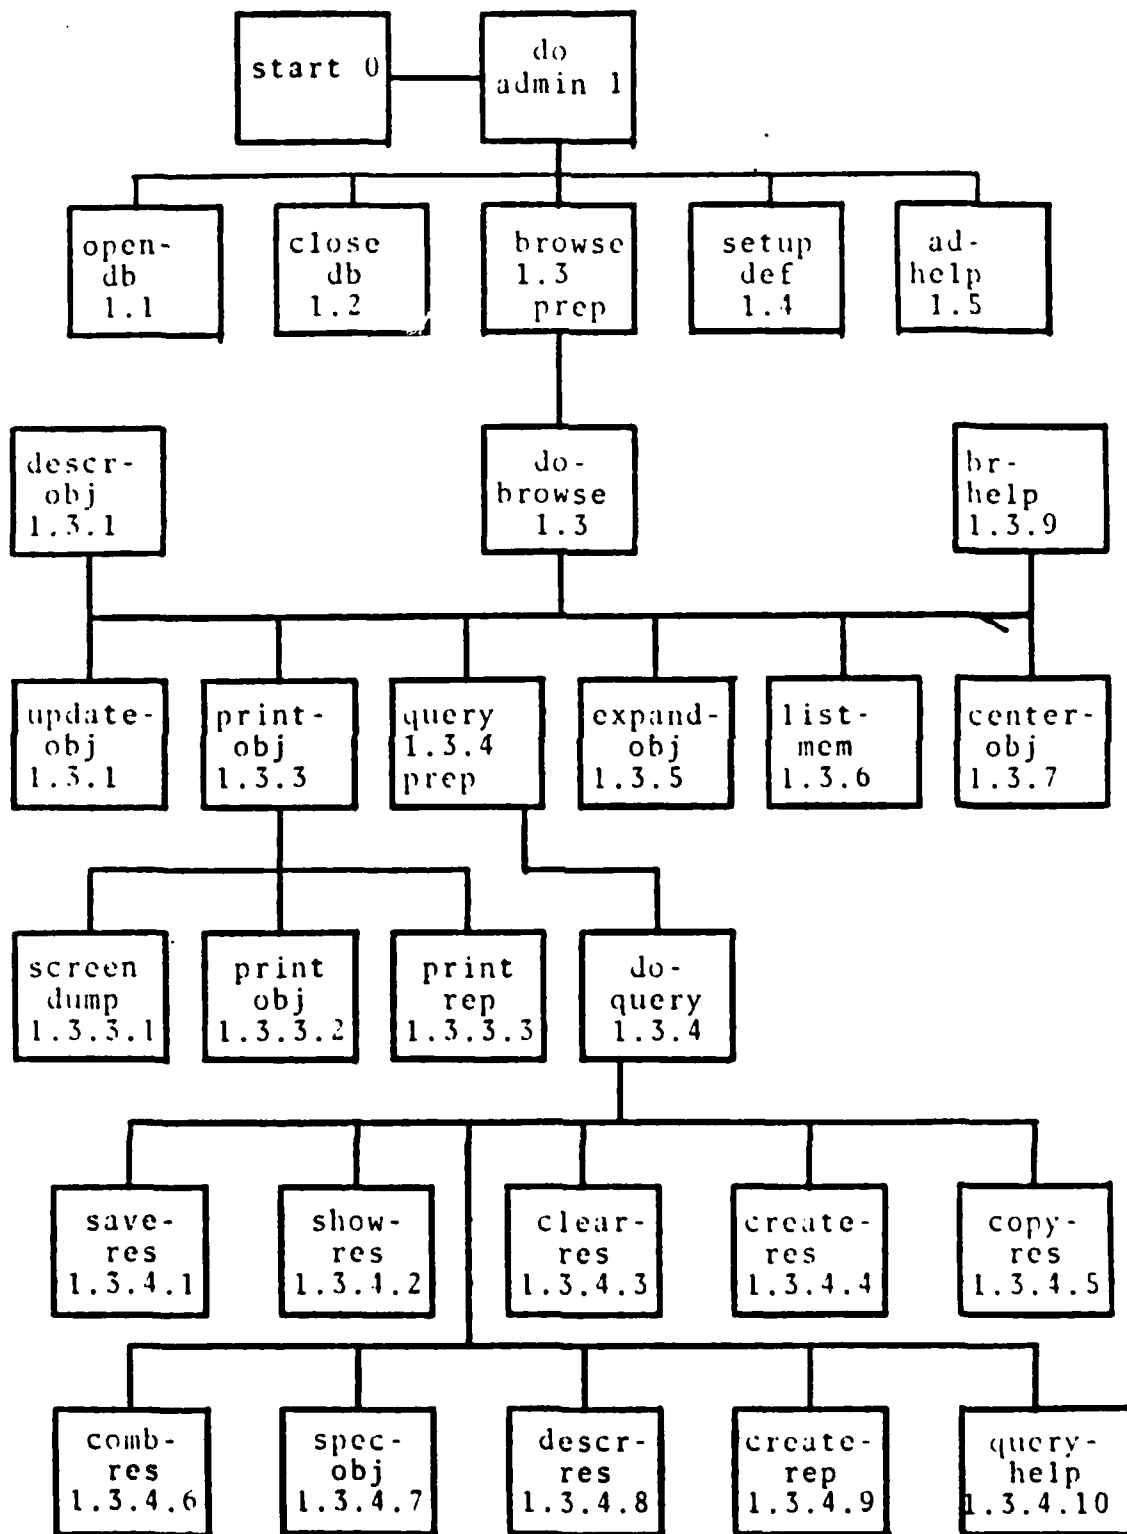 start 0
do
admin 1
open-
db
1.1
close
db
1.2
browse
1.3
prep
setup
def
1.4
ad-
help
1.5
descr-
obj
1.3.1
do-
browse
1.3
br-
help
1.3.9
update-
obj
1.3.1
print-
obj
1.3.3
query
1.3.4
prep
expand-
obj
1.3.5
list-
mem
1.3.6
center-
obj
1.3.7
screen
dump
1.3.3.1
print
obj
1.3.3.2
print
rep
1.3.3.3
do-
query
1.3.4
save-
res
1.3.4.1
show-
res
1.3.4.2
clear-
res
1.3.4.3
create-
res
1.3.4.4
copy-
res
1.3.4.5
comb-
res
1.3.4.6
spec-
obj
1.3.4.7
descr-
res
1.3.4.8
create-
rep
1.3.4.9
query-
help
1.3.4.10